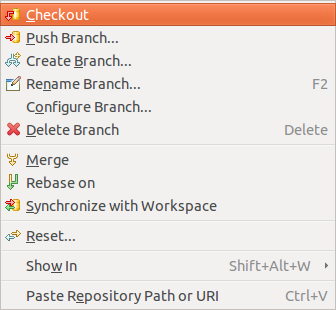 Checkout
Push Branch...
Create Branch...
Rename Branch... F2
Configure Branch...
Delete Branch Delete
Merge
Rebase on
Synchronize with Workspace
Reset...
Show In Shift+Alt+W
Paste Repository Path or URI Ctrl+V